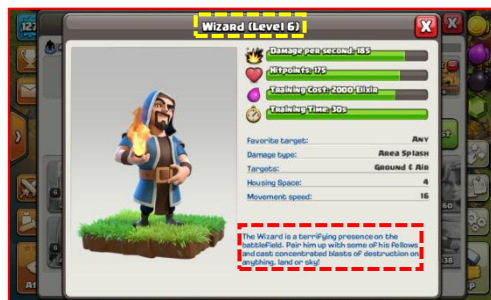 Wizard (Level 6)
Damage per second: 185
Hitpoints: 175
Training Cost: 2000 Elixir
Training Time: 30s
Favorite target: Any
Damage type: Area Splash
Targets: Ground & Air
Housing Space: 4
Movement speed: 16
The Wizard is a terrifying presence on the
battlefield. Pair him up with some of his fellows
and cast concentrated blasts of destruction on
anything, land or sky!